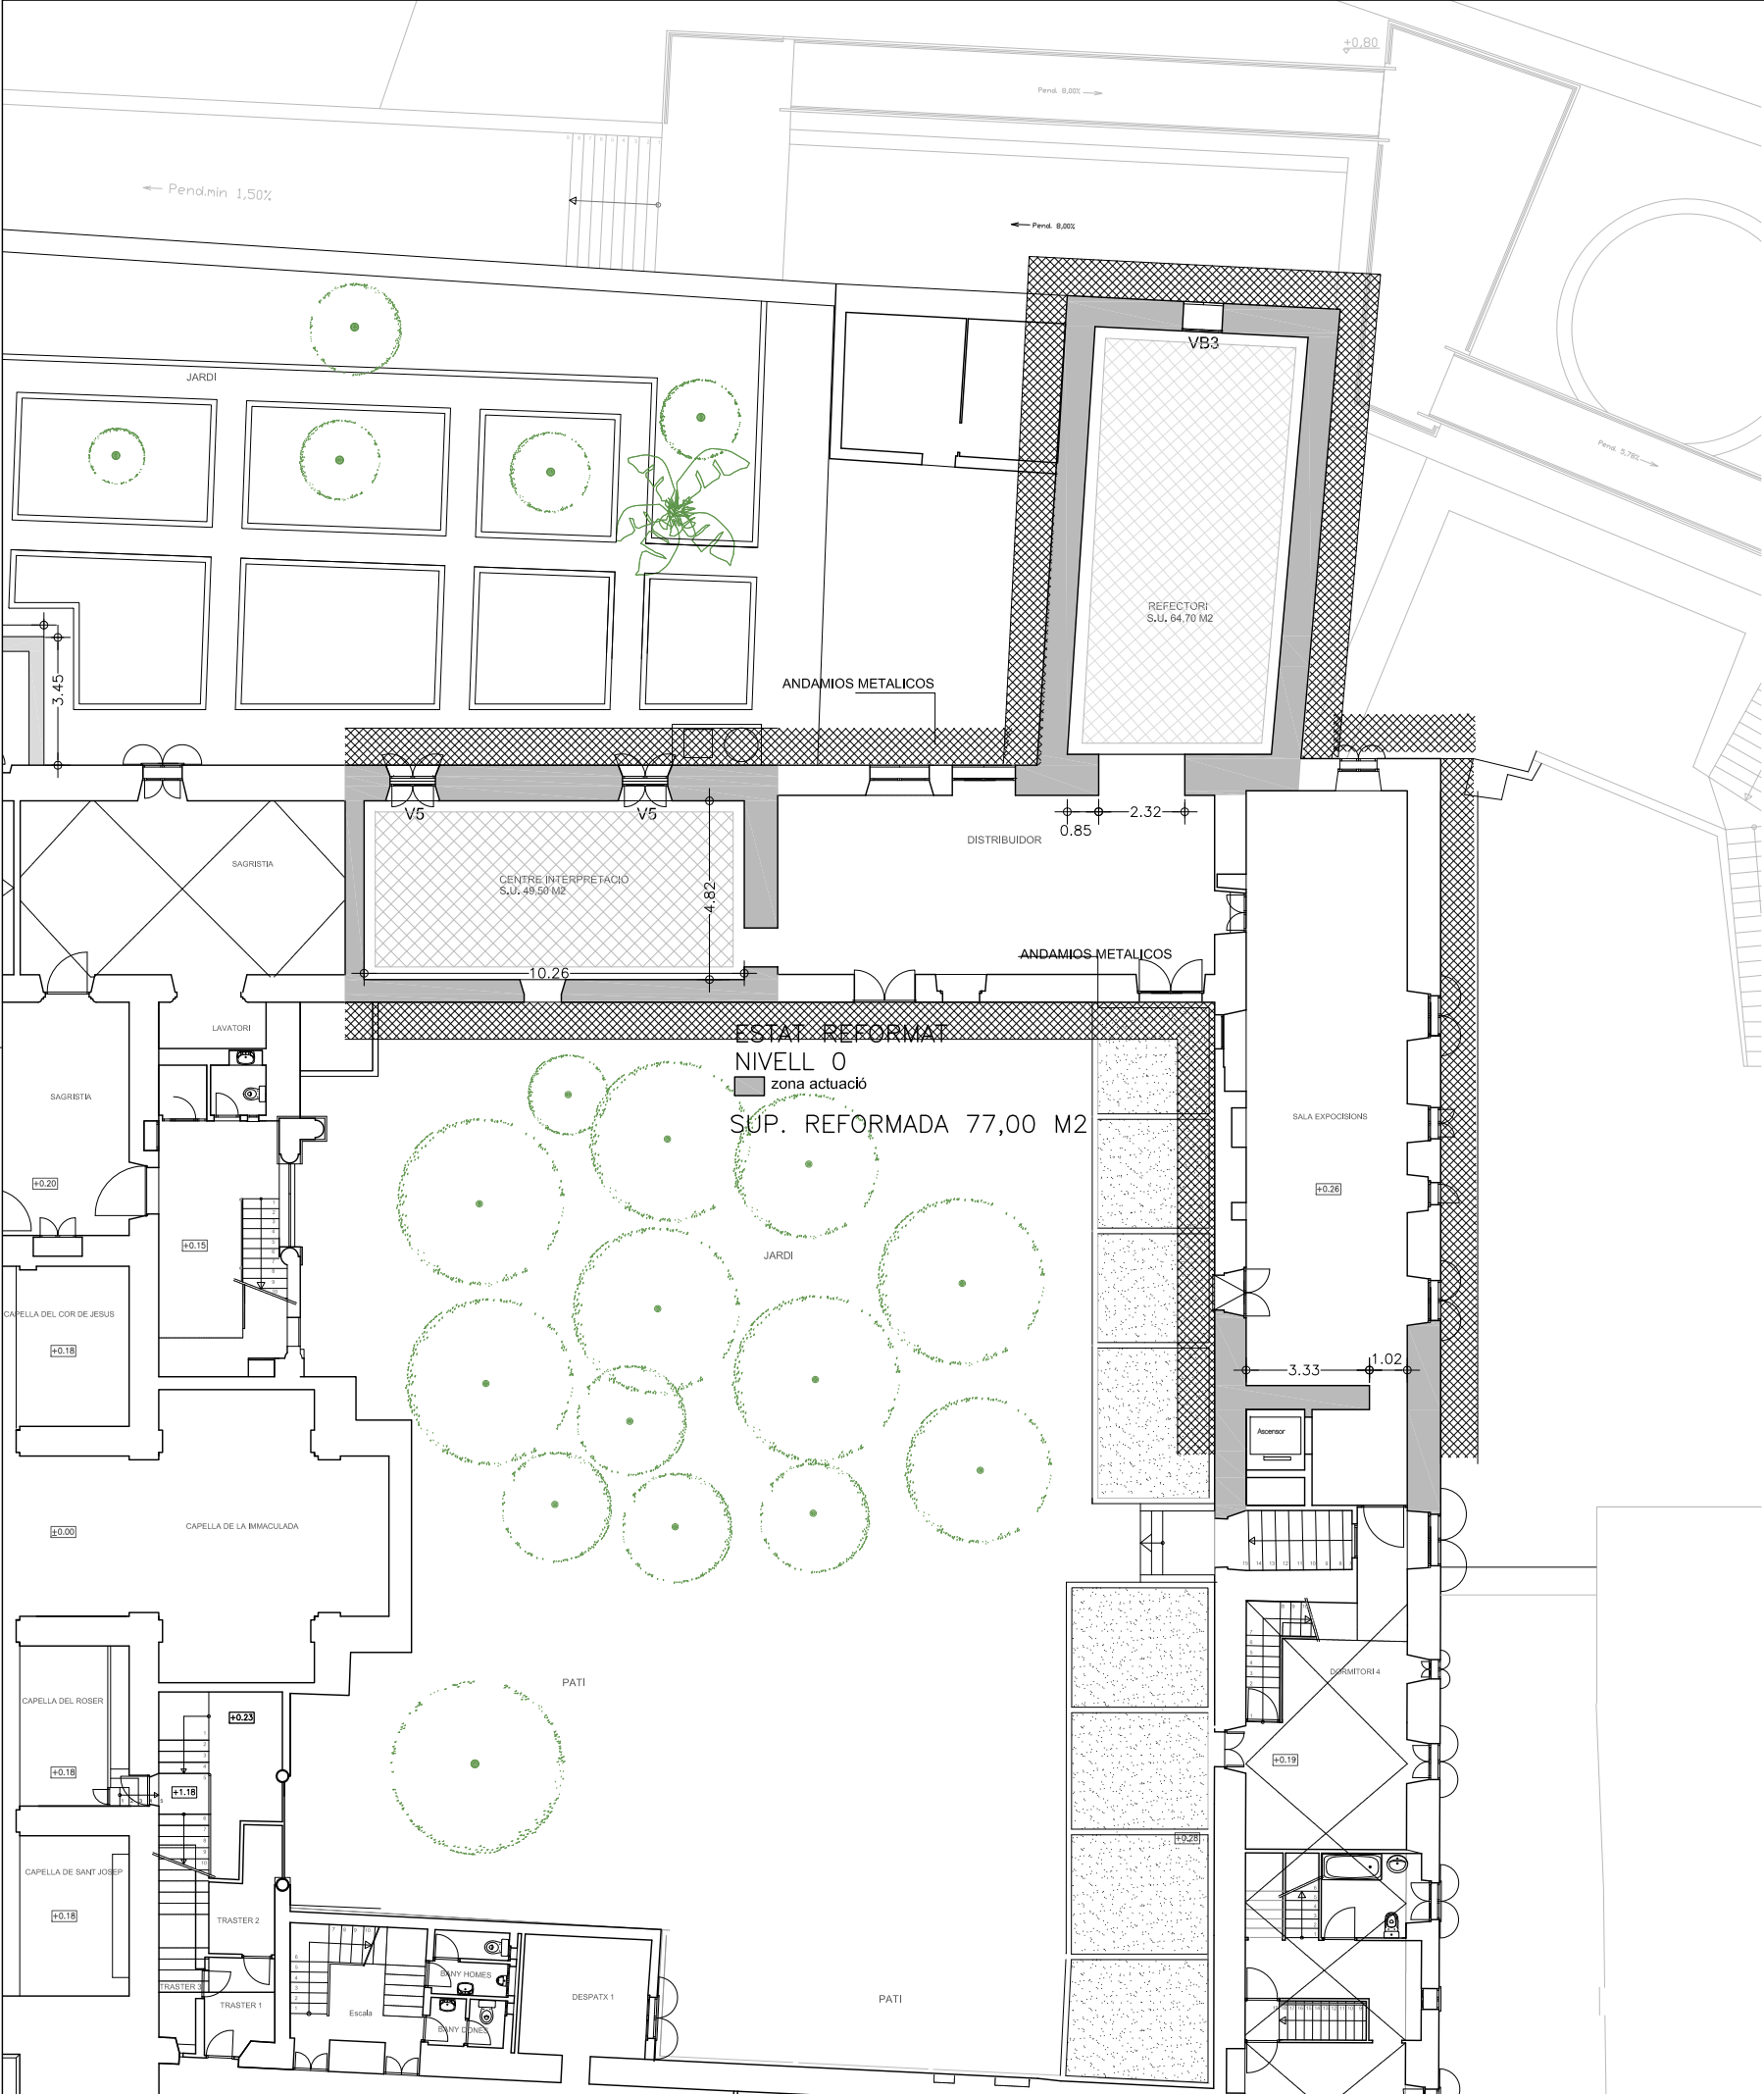 +0,80
Pend. 8,00%
Pend.min 1,50%
Pend. 8,00%
VB3
JARDÍ
Pend. 5,78%
REFECTORI
S.U. 64.70 M2
3.45
ANDAMIOS METALICOS
V5
V5
0.85
2.32
DISTRIBUIDOR
SAGRISTIA
CENTRE INTERPRETACIÓ
S.U. 49,50 M2
4.82
ANDAMIOS METALICOS
10.26
LAVATORI
ESTAT REFORMAT
NIVELL 0
zona actuació
SUP. REFORMADA 77,00 M2
SAGRISTIA
SALA EXPOCISIONS
+0.20
+0.26
+0.15
JARDI
CAPELLA DEL COR DE JESUS
+0.18
3.33
1.02
Ascensor
CAPELLA DE LA IMMACULADA
±0.00
DORMITORI 4
PATI
CAPELLA DEL ROSER
+0.23
+0.19
+0.18
+1.18
+0.28
CAPELLA DE SANT JOSEP
+0.18
TRASTER 2
BANY HOMES
TRASTER 3
TRASTER 1
Escala
DESPATX 1
PATI
BANY DONES